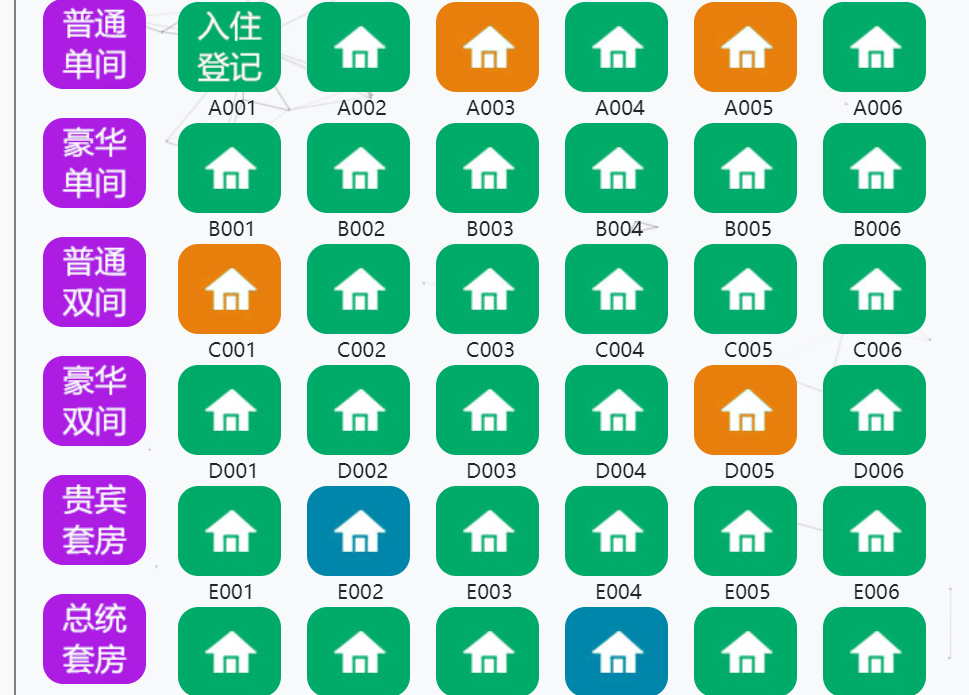 普通
单间
入住
登记
A001 A002 A003 A004 A005 A006
豪华
单间
B001 B002 B003 B004 B005 B006
普通
双间
C001 C002 C003 C004 C005 C006
豪华
双间
D001 D002 D003 D004 D005 D006
贵宾
套房
E001 E002 E003 E004 E005 E006
总统
套房